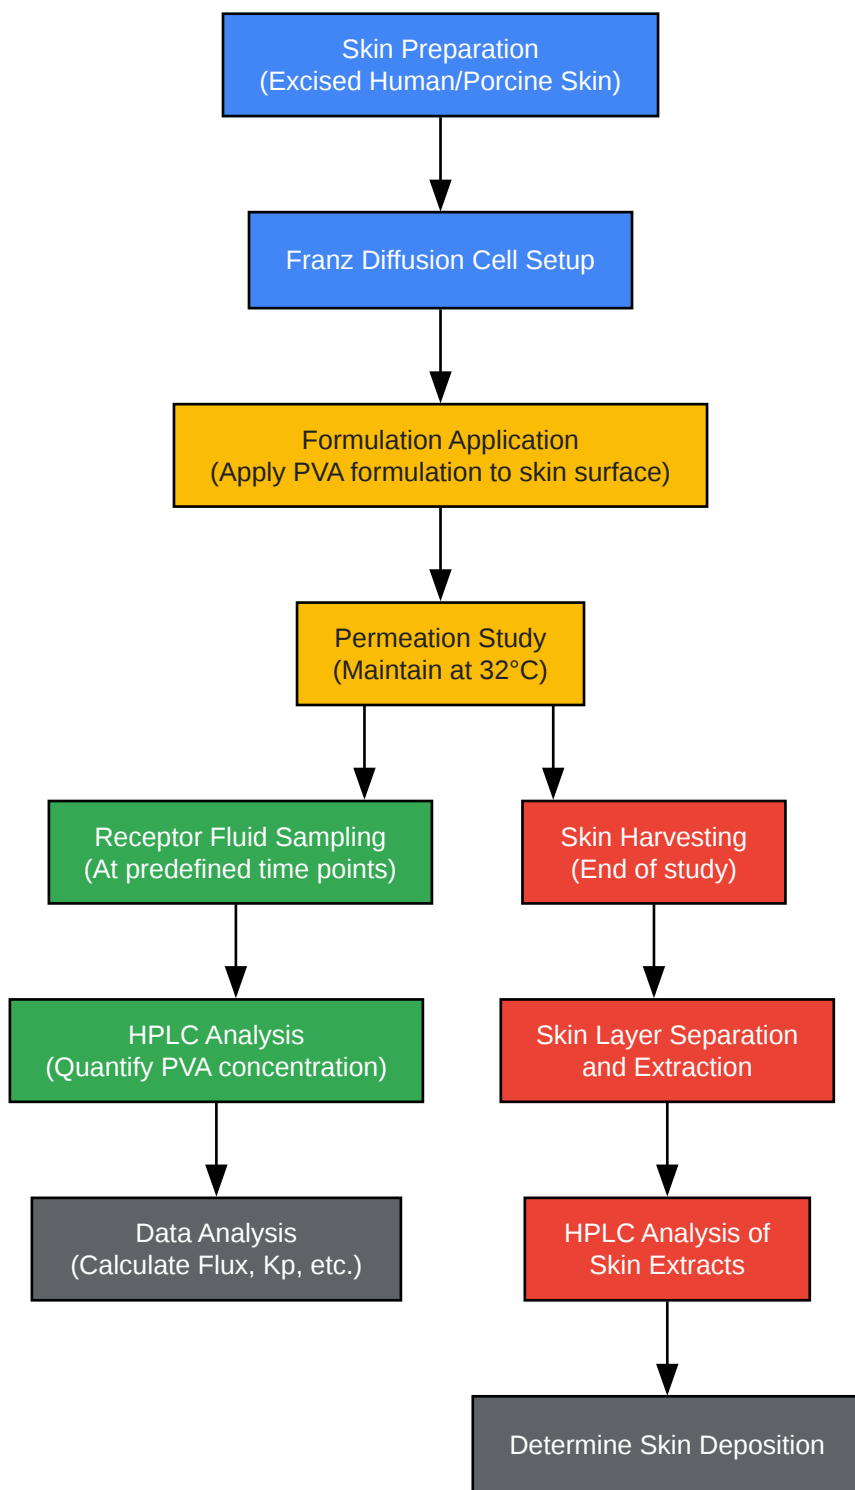 Skin Preparation
(Excised Human/Porcine Skin)
Franz Diffusion Cell Setup
Formulation Application
(Apply PVA formulation to skin surface)
Permeation Study
(Maintain at 32°C)
Receptor Fluid Sampling
(At predefined time points)
Skin Harvesting
(End of study)
HPLC Analysis
(Quantify PVA concentration)
Skin Layer Separation
and Extraction
Data Analysis
(Calculate Flux, Kp, etc.)
HPLC Analysis of
Skin Extracts
Determine Skin Deposition